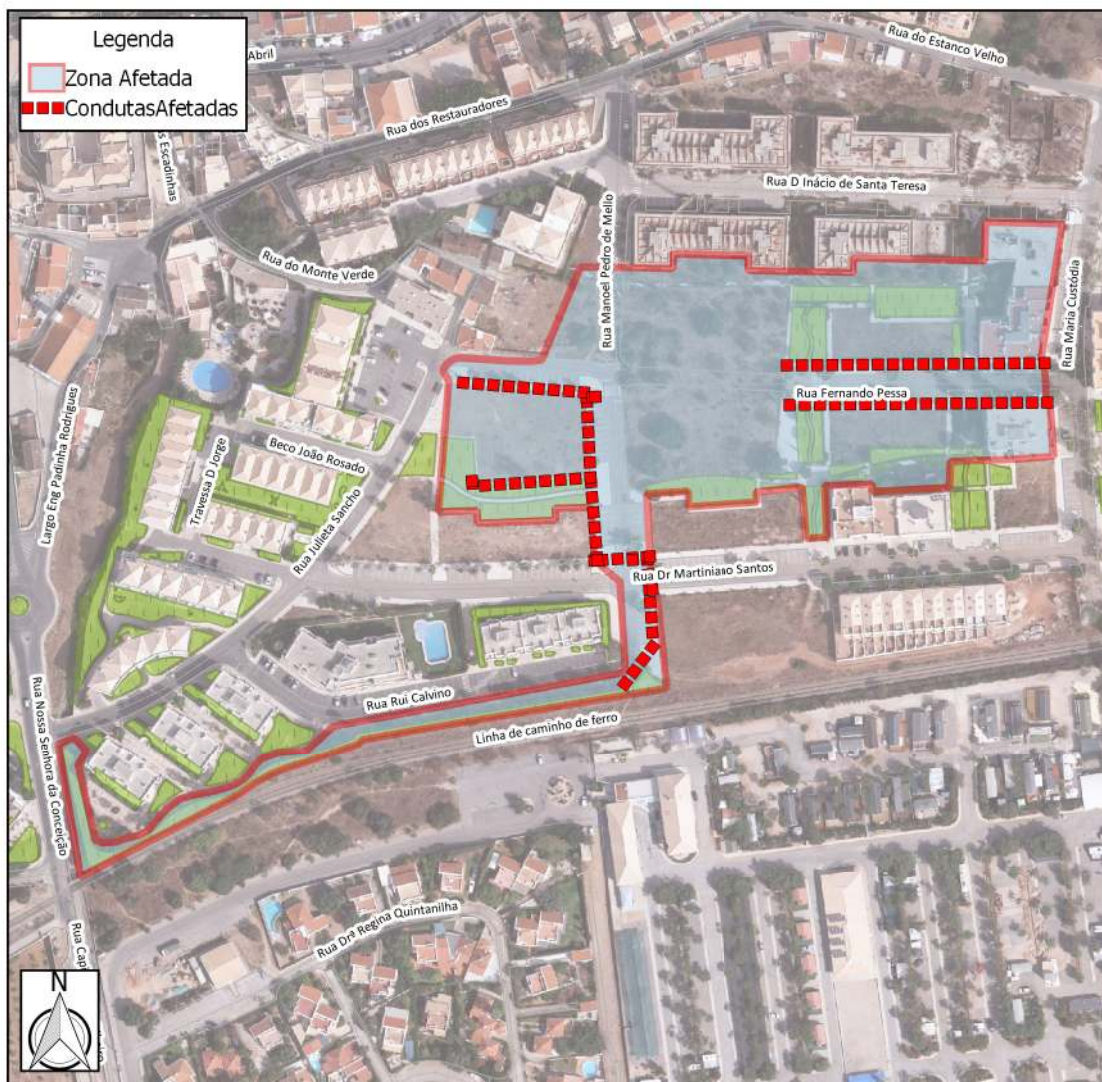 Legenda
Zona Afetada
CondutasAfetadas
Abril
Rua do Estanco Velho
Rua dos Restauradores
Escadinhas
Rua D Inácio de Santa Teresa
Rua Manoel Pedro de Mello
Rua do Monte Verde
Rua Maria Custódia
Rua Fernando Pessa
Largo Eng Padinha Rodrigues
Travessa D Jorge
Beco João Rosado
Rua Julieta Sancho
Rua Dr Martiniano Santos
Rua Nossa Senhora da Conceição
Rua Rui Calvino
Linha de caminho de ferro
Rua Drª Regina Quintanilha
Rua Capi
N